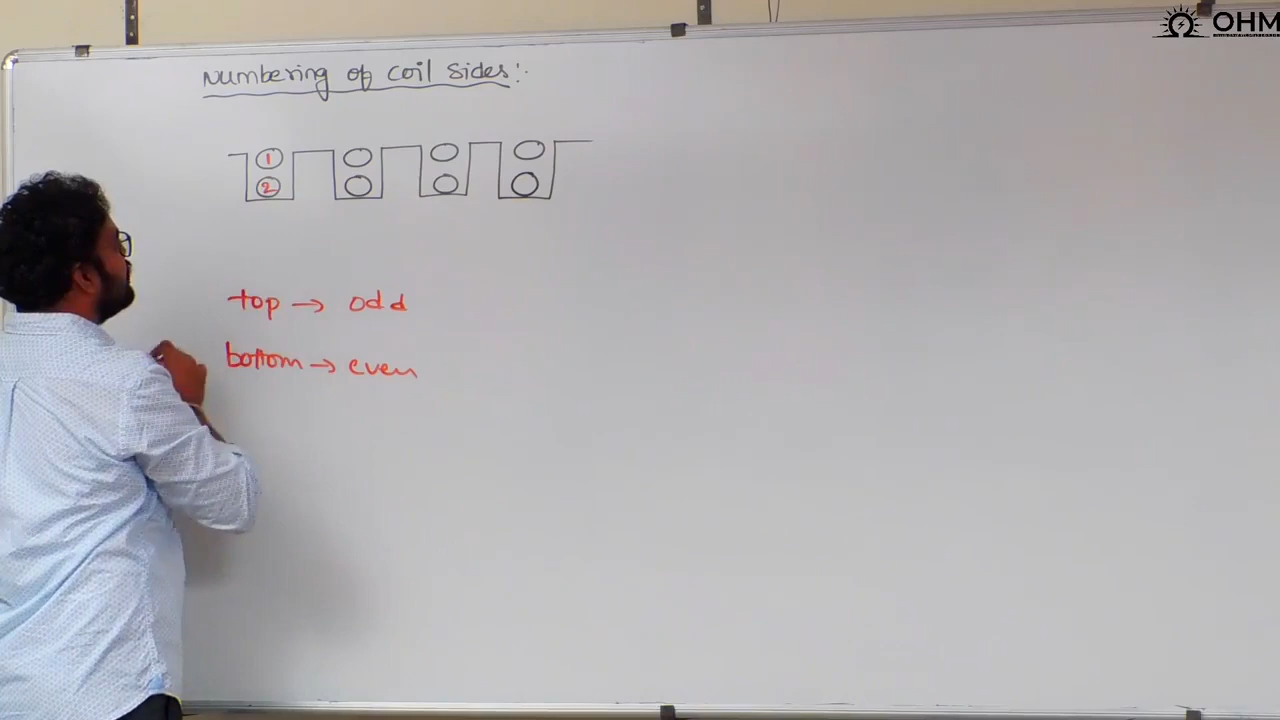 Numbering of coil sides:-
1
2
top → odd
bottom → even
OHM